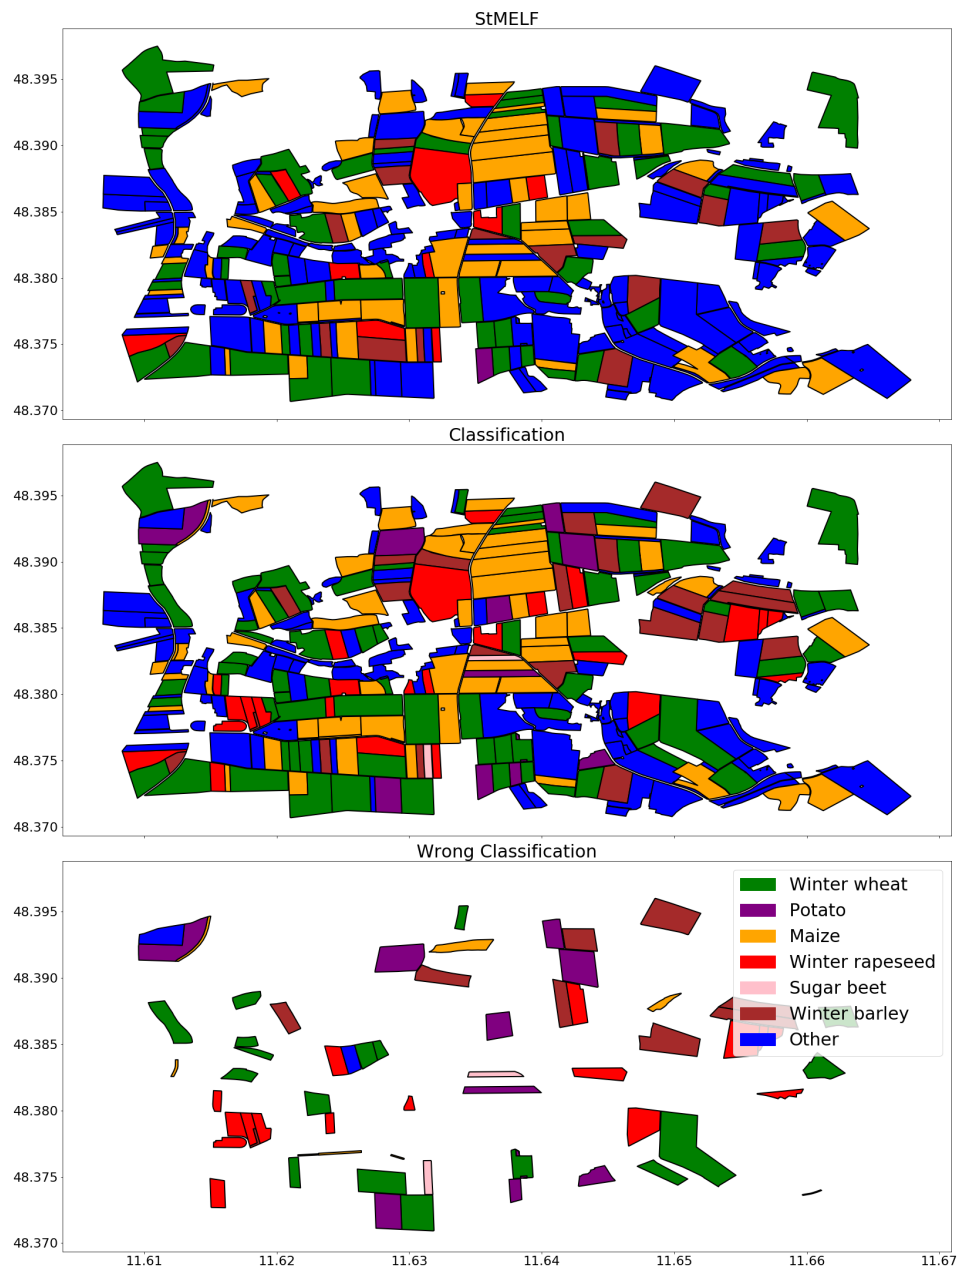 StMELF
48.395
48.390
48.385
48.380
48.375
48.370
Classification
48.395
48.390
48.385
48.380
48.375
48.370
Wrong Classification
48.395
48.390
48.385
48.380
48.375
48.370
Winter wheat
Potato
Maize
Winter rapeseed
Sugar beet
Winter barley
Other
11.61 11.62 11.63 11.64 11.65 11.66 11.67